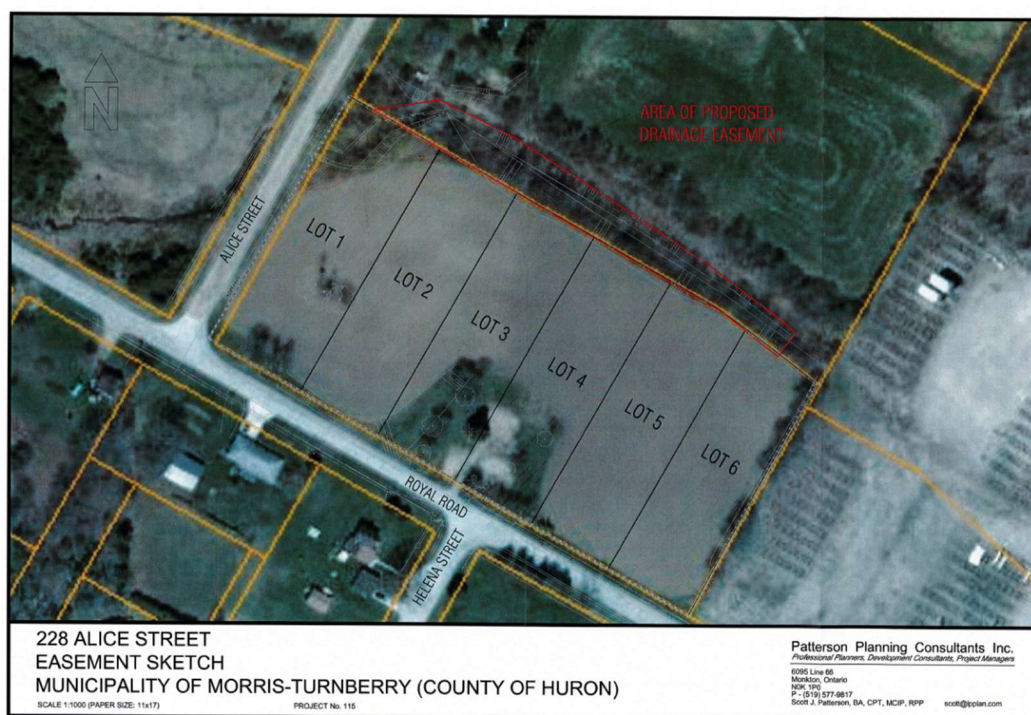 N
AREA OF PROPOSED
DRAINAGE EASEMENT
ALICE STREET
LOT 1
LOT 2
LOT 3
LOT 4
LOT 5
LOT 6
ROYAL ROAD
HELENA STREET
228 ALICE STREET
EASEMENT SKETCH
MUNICIPALITY OF MORRIS-TURNBERRY (COUNTY OF HURON)
SCALE 1:1000 (PAPER SIZE: 11x17) PROJECT No. 115
Patterson Planning Consultants Inc.
Professional Planners, Development Consultants, Project Managers
6095 Line 66
Monkton, Ontario
N0K 1P0
P - (519) 577-9817
Scott J. Patterson, BA, CPT, MCIP, RPP scott@lpplan.com